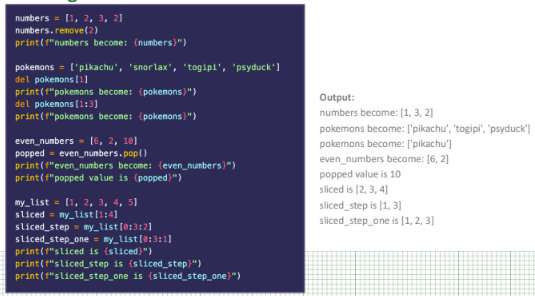 numbers = [1, 2, 3, 2]
numbers.remove(2)
print(f"numbers become: {numbers}")
pokemons = ['pikachu', 'snorlax', 'togipi', 'psyduck']
del pokemons[1]
print(f"pokemons become: {pokemons}")
del pokemons[1:3]
print(f"pokemons become: {pokemons}")
even_numbers = [6, 2, 10]
popped = even_numbers.pop()
print(f"even_numbers become: {even_numbers}")
print(f"popped value is {popped}")
my_list = [1, 2, 3, 4, 5]
sliced = my_list[1:4]
sliced_step = my_list[0:3:2]
sliced_step_one = my_list[0:3:1]
print(f"sliced is {sliced}")
print(f"sliced_step is {sliced_step}")
print(f"sliced_step_one is {sliced_step_one}")
Output:
numbers become: [1, 3, 2]
pokemons become: ['pikachu', 'togipi', 'psyduck']
pokemons become: ['pikachu']
even_numbers become: [6, 2]
popped value is 10
sliced is [2, 3, 4]
sliced_step is [1, 3]
sliced_step_one is [1, 2, 3]